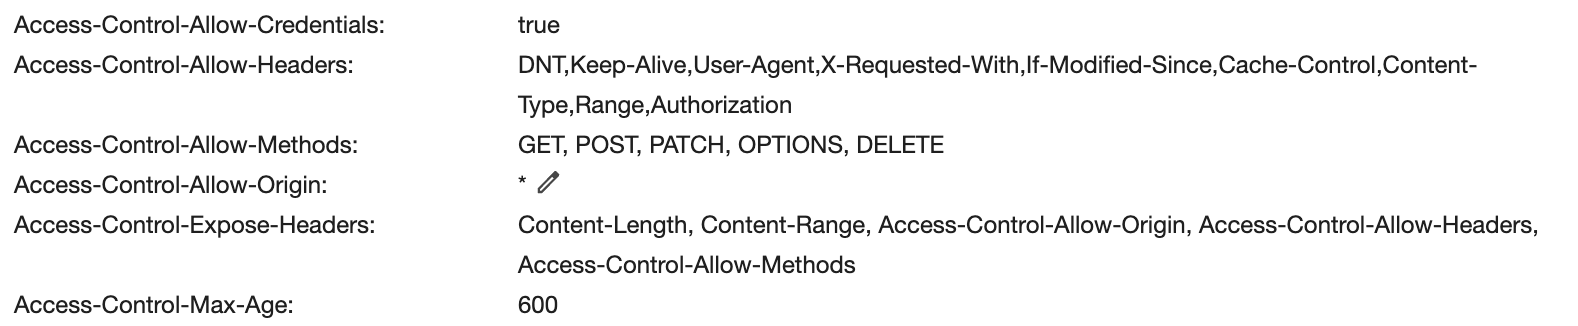 Access-Control-Allow-Credentials: true
Access-Control-Allow-Headers: DNT,Keep-Alive,User-Agent,X-Requested-With,If-Modified-Since,Cache-Control,Content-
Type,Range,Authorization
Access-Control-Allow-Methods: GET, POST, PATCH, OPTIONS, DELETE
Access-Control-Allow-Origin: *
Access-Control-Expose-Headers: Content-Length, Content-Range, Access-Control-Allow-Origin, Access-Control-Allow-Headers,
Access-Control-Allow-Methods
Access-Control-Max-Age: 600